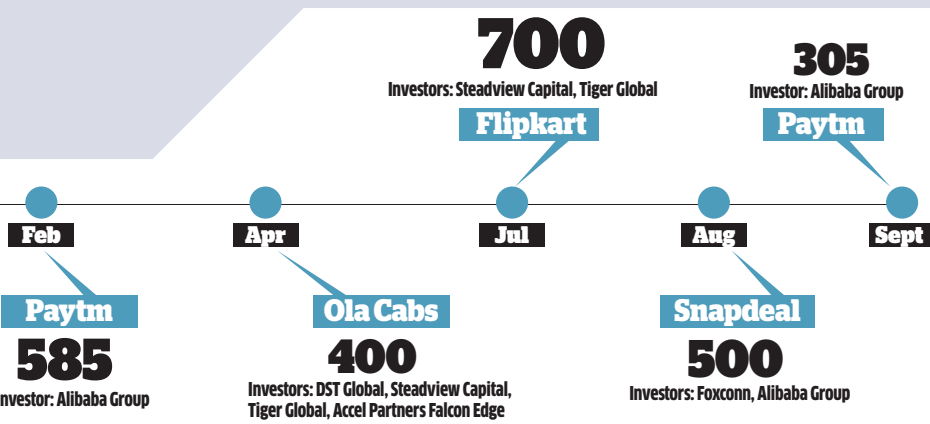 700
Investors: Steadview Capital, Tiger Global
Flipkart
305
Investor: Alibaba Group
Paytm
Feb
Apr
Jul
Aug
Sept
Paytm
585
nvestor: Alibaba Group
Ola Cabs
400
Investors: DST Global, Steadview Capital,
Tiger Global, Accel Partners Falcon Edge
Snapdeal
500
Investors: Foxconn, Alibaba Group